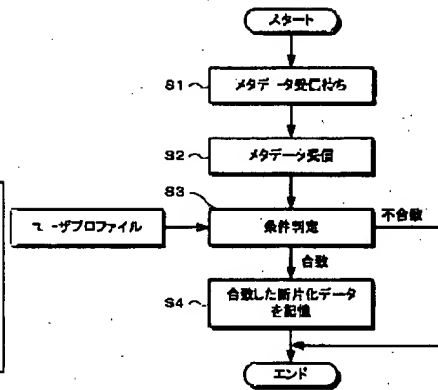 スタート
S1
メタデータ受信待ち
S2
メタデータ受信
S3
ユーザプロファイル
条件判定
不合致
合致
S4
合致した断片化データ
を記憶
エンド